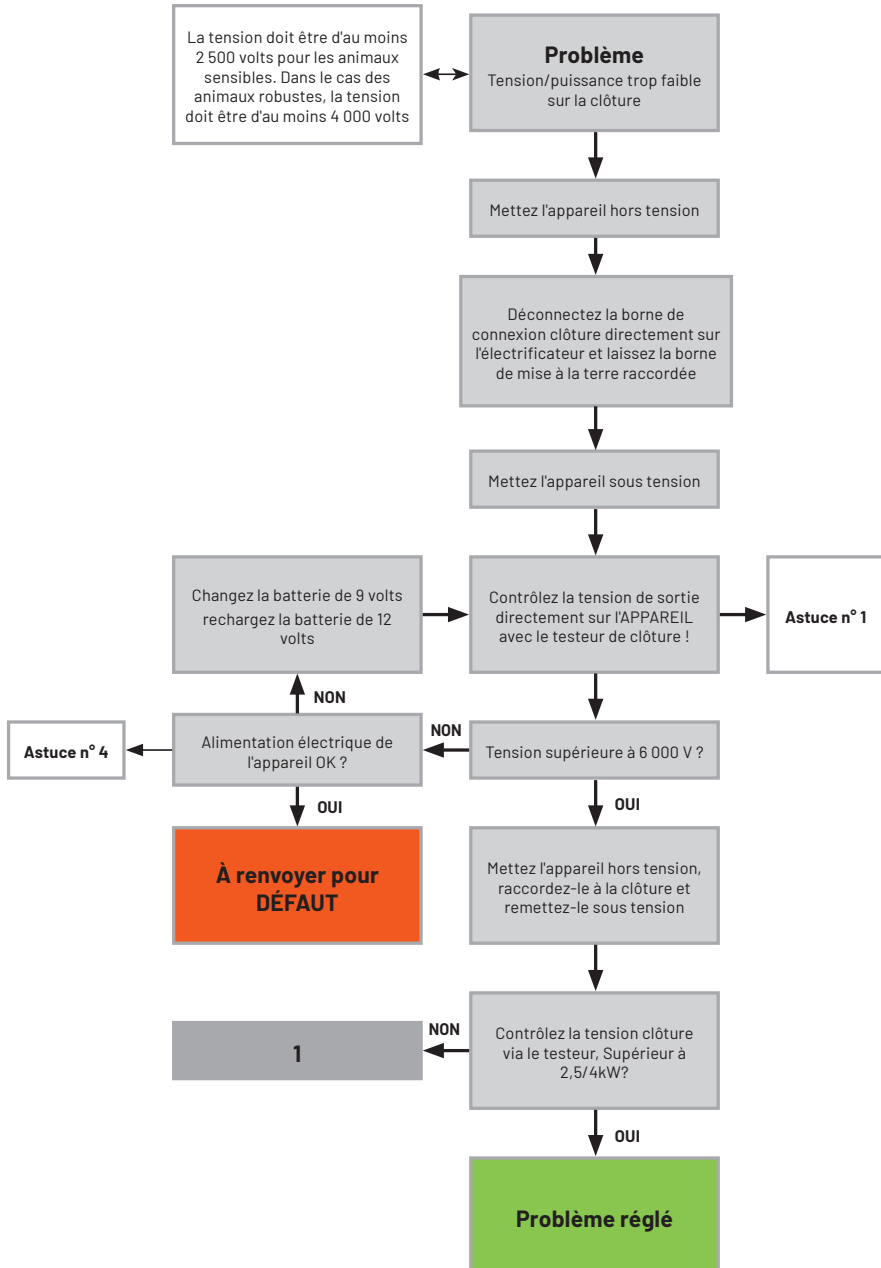 La tension doit être d'au moins
2 500 volts pour les animaux
sensibles. Dans le cas des
animaux robustes, la tension
doit être d'au moins 4 000 volts
Problème
Tension/puissance trop faible
sur la clôture
Mettez l'appareil hors tension
Déconnectez la borne de
connexion clôture directement sur
l'électrificateur et laissez la borne
de mise à la terre raccordée
Mettez l'appareil sous tension
Changez la batterie de 9 volts
rechargez la batterie de 12
volts
Contrôlez la tension de sortie
directement sur l'APPAREIL
avec le testeur de clôture !
Astuce n° 1
NON
Astuce n° 4
Alimentation électrique de
l'appareil OK ?
NON
Tension supérieure à 6 000 V ?
OUI
OUI
À renvoyer pour
DÉFAUT
Mettez l'appareil hors tension,
raccordez-le à la clôture et
remettez-le sous tension
1
NON
Contrôlez la tension clôture
via le testeur, Supérieur à
2,5/4kW?
OUI
Problème réglé